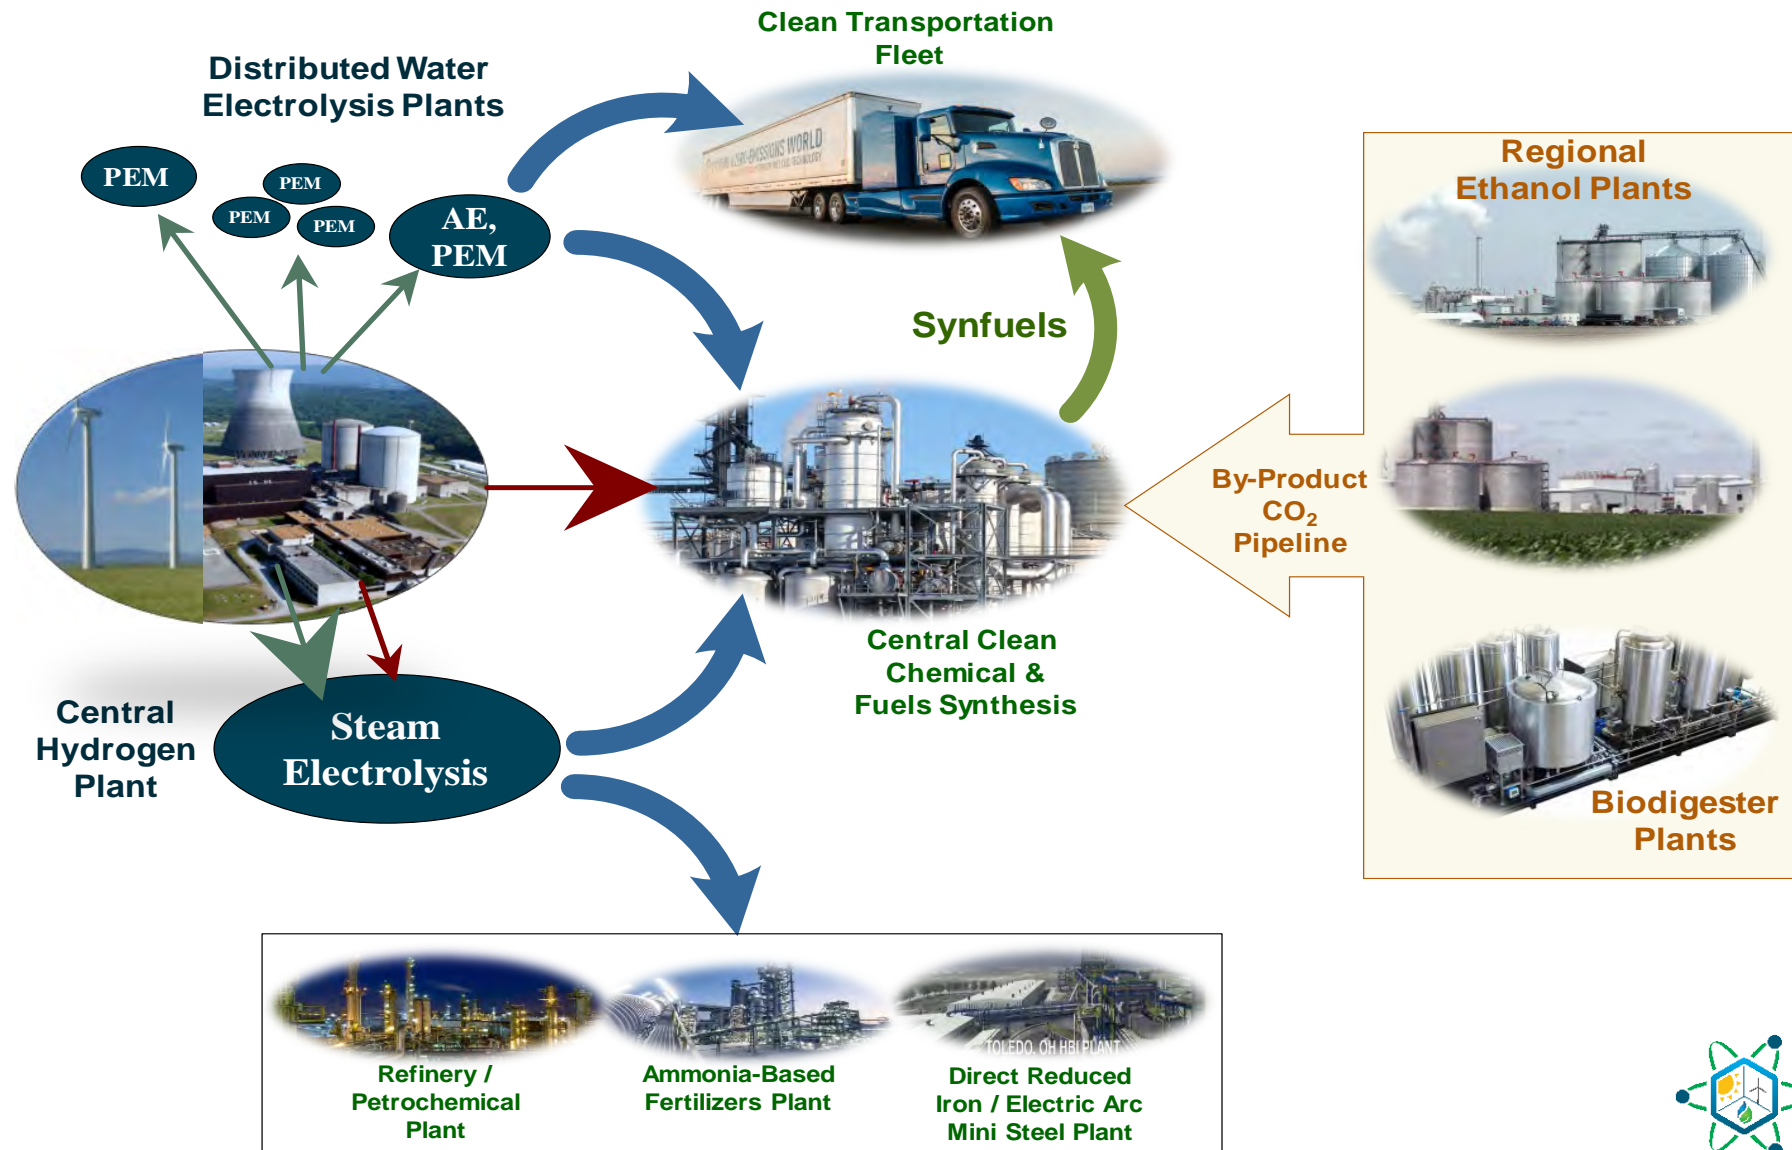 Clean Transportation
Fleet
Distributed Water
Electrolysis Plants
PEM
PEM
PEM
PEM
AE,
PEM
EMISSIONS WORLD
Regional
Ethanol Plants
Synfuels
By-Product
CO₂
Pipeline
Central Clean
Chemical &
Fuels Synthesis
Central
Hydrogen
Plant
Steam
Electrolysis
Biodigester
Plants
TOLEDO, OH HBI PLANT
Refinery /
Petrochemical
Plant
Ammonia-Based
Fertilizers Plant
Direct Reduced
Iron / Electric Arc
Mini Steel Plant